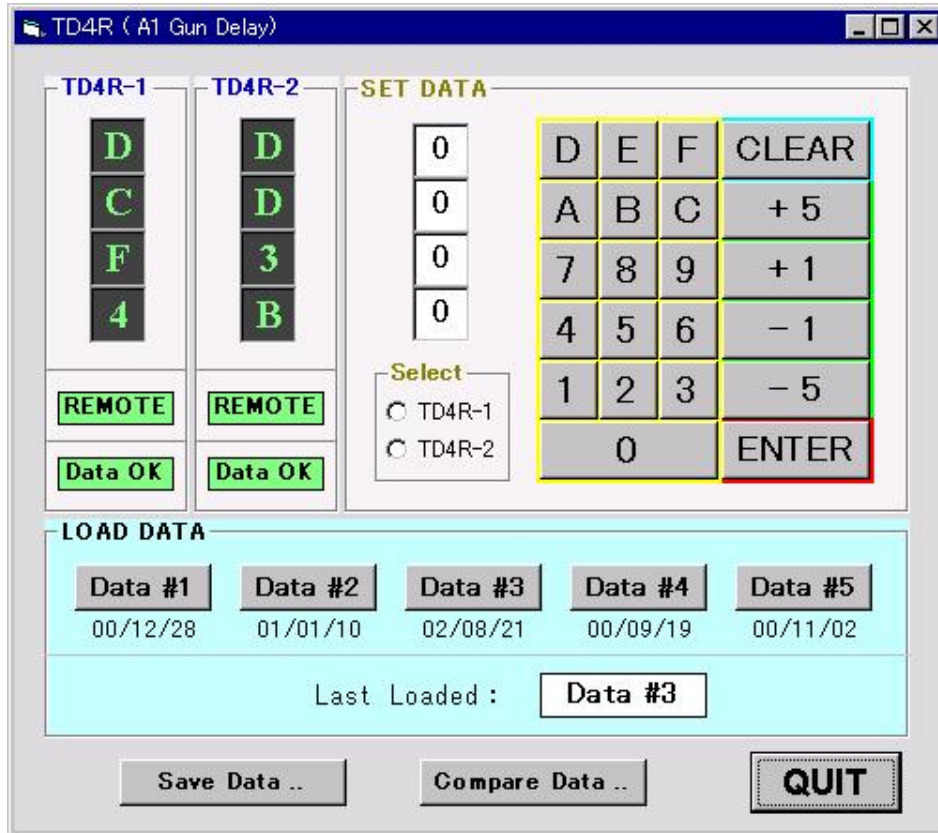 TD4R ( A1 Gun Delay)
TD4R-1 TD4R-2 SET DATA
D D 0 D E F CLEAR
C D 0 A B C + 5
F 3 0 7 8 9 + 1
4 B 0 4 5 6 - 1
Select
REMOTE REMOTE TD4R-1 1 2 3 - 5
TD4R-2
Data OK Data OK 0 ENTER
LOAD DATA
Data #1 Data #2 Data #3 Data #4 Data #5
00/12/28 01/01/10 02/08/21 00/09/19 00/11/02
Last Loaded : Data #3
Save Data .. Compare Data .. QUIT